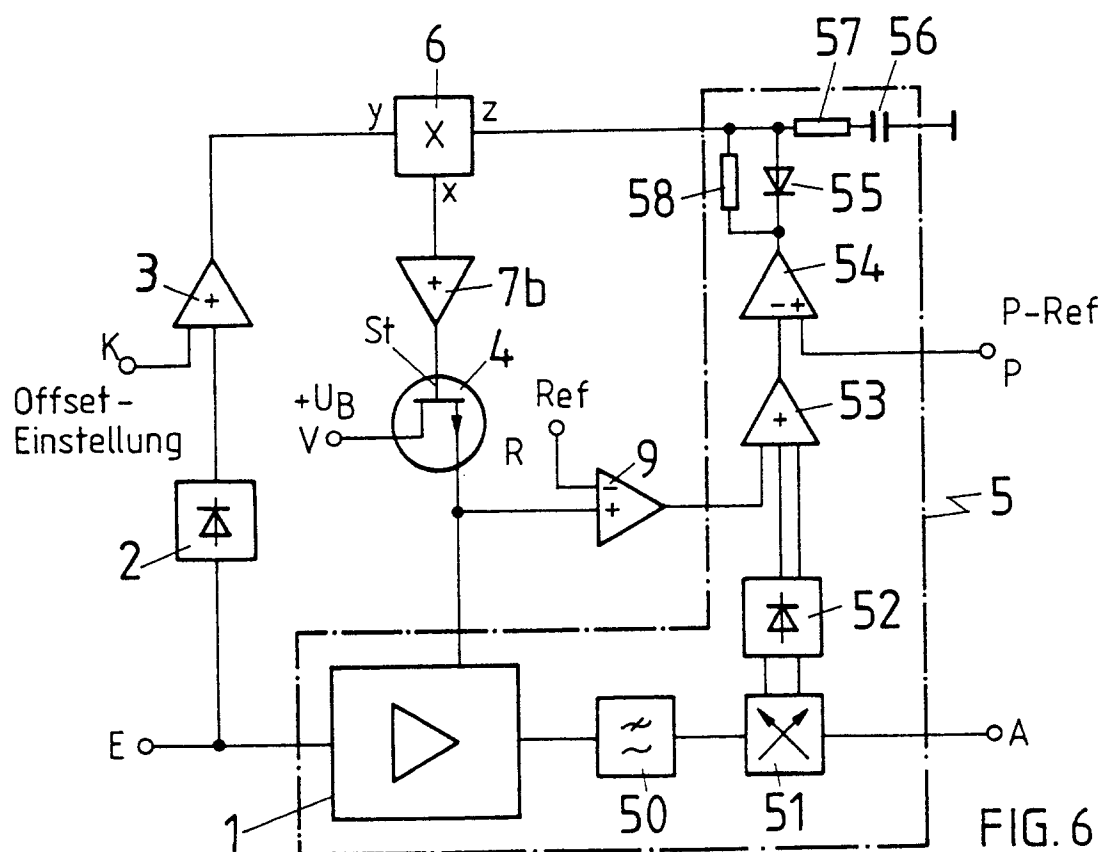 57 56
6
y X z
x
58 55
3 + 7b - + 54
P-Ref
K St 4 P
Offset-
Einstellung
+UB Ref + 53
V R 9
-
+
5
2 52
E A
1 50 51
FIG. 6